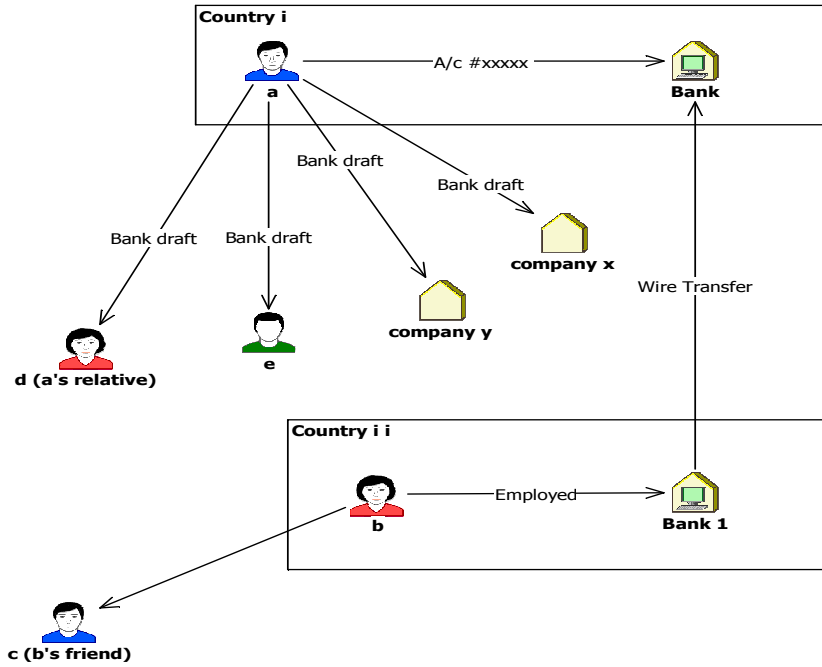 Country i
A/c #xxxxx
a
Bank
Bank draft
Bank draft
Bank draft
Bank draft
company x
Wire Transfer
company y
e
d (a's relative)
Country i i
Employed
b
Bank 1
c (b's friend)